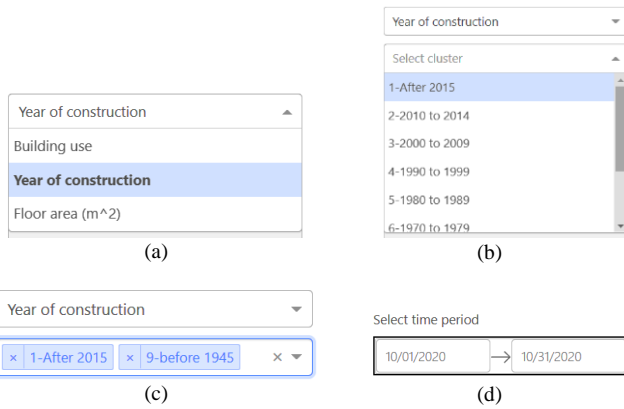 Year of construction
Building use
Year of construction
Floor area (m^2)
(a)
Year of construction
Select cluster
1-After 2015
2-2010 to 2014
3-2000 to 2009
4-1990 to 1999
5-1980 to 1989
6-1970 to 1979
(b)
Year of construction
× 1-After 2015 × 9-before 1945 ×
(c)
Select time period
10/01/2020 → 10/31/2020
(d)